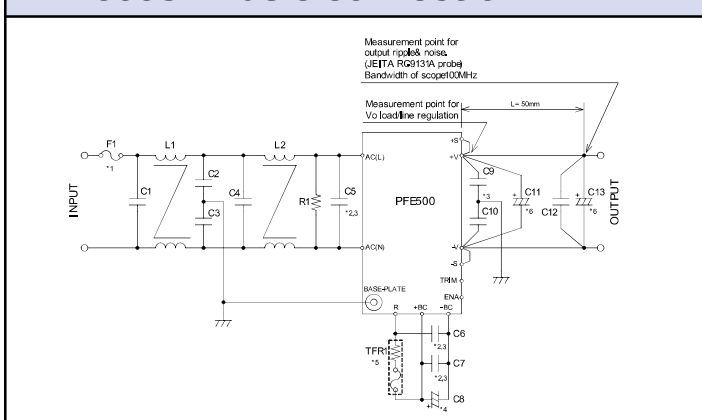 Measurement point for
output ripple& noise.
(JEITA RC9131A probe)
Bandwidth of scope100MHz
Measurement point for
Vo load/line regulation
L= 50mm
F1
*1
L1
L2
+S
+V
AC(L)
C1
C2
C3
C4
R1
C5
*2,3
PFE500
C9
*3
C10
C11
*6
C12
C13
*6
INPUT
OUTPUT
AC(N)
-V
-S
TRIM
ENA
BASE-PLATE
R
+BC
-BC
TFR1
*5
C6
*2,3
C7
*2,3
C8
*4